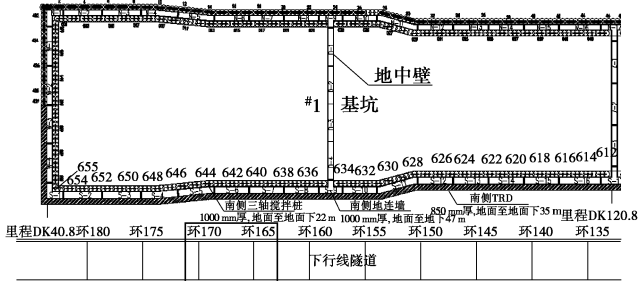 地中壁
#1 基坑
655
654 652 650 648 646 644 642 640 638 636 634 632 630 628 626 624 622 620 618 616 614 612
南侧三轴搅拌桩 南侧地连墙 南侧TRD
1000 mm厚,地面至地面下22 m 1000 mm厚,地面至地下47 m 850 mm厚,地面至地面下35 m
里程DK40.8 环180 环175 环170 环165 环160 环155 环150 环145 环140 环135 里程DK120.8
下行线隧道